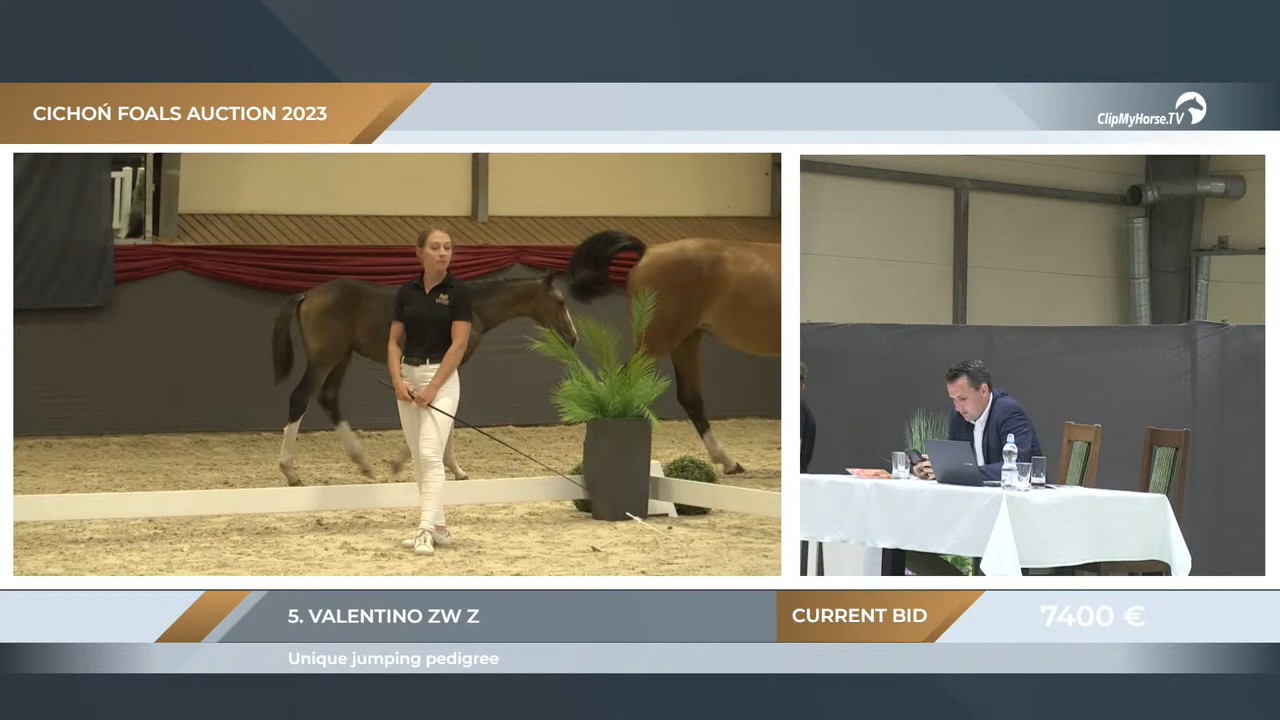 CICHOŃ FOALS AUCTION 2023
ClipMyHorse.TV
5. VALENTINO ZW Z
CURRENT BID
7400 €
Unique jumping pedigree